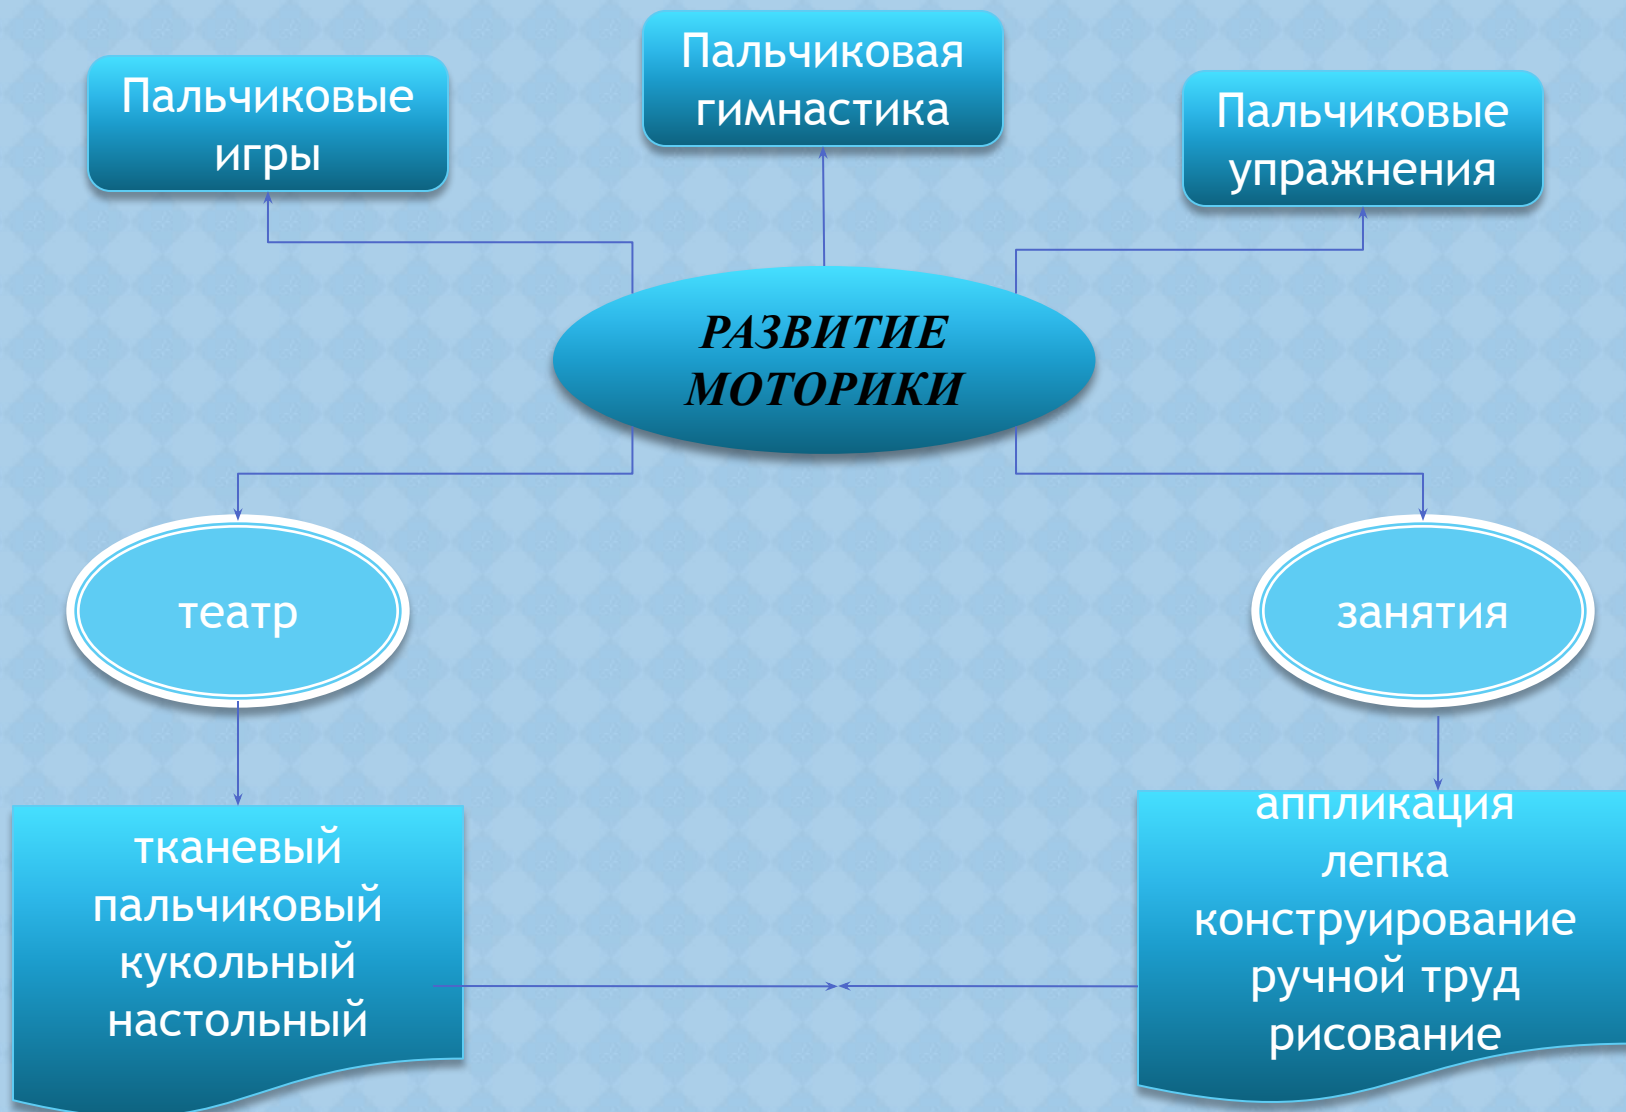 Пальчиковые
игры
Пальчиковая
гимнастика
Пальчиковые
упражнения
РАЗВИТИЕ
МОТОРИКИ
театр
занятия
тканевый
пальчиковый
кукольный
настольный
аппликация
лепка
конструирование
ручной труд
рисование